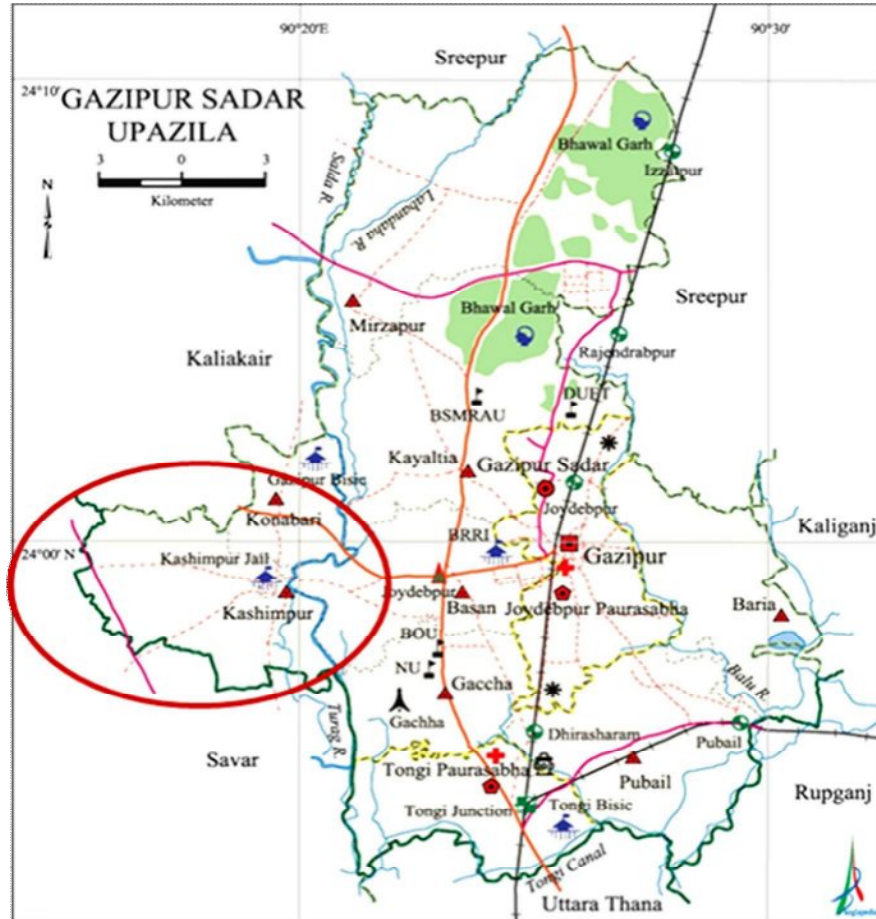 90°20'E
90°30'
Sreepur
24°10'
GAZIPUR SADAR
UPAZILA
3 0 3
Kilometer
N
Salda R.
Labandaha R.
Bhawal Garh
Sreepur
Mirzapur
Bhawal Garh
Rajendrabpur
Kaliakair
BSMRAU
DUET
Kayaltia
Gazipur Sadar
Gazipur Bisic
Konabari
Joydebpur
Kaliganj
24°00' N
BRRI
Kashimpur Jail
Gazipur
Kashimpur
Joydebpur
Basan
Joydebpur Paurasabha
Baria
BOU
NU
Gaccha
Balu R.
Gachha
Turag R.
Dhirasharam
Pubail
Savar
Tongi Paurasabha
Pubail
Rupganj
Tongi Junction
Tongi Bisic
Tongi Canal
Uttara Thana